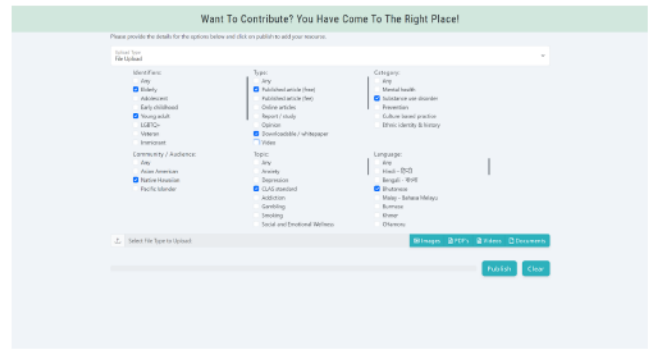 Want To Contribute? You Have Come To The Right Place!
Please provide the details for the options below and click on publish to add your resource.
Upload Type
File Upload
Identifiers:
Any
Elderly
Adolescent
Early childhood
Young adult
LGBTQ+
Veteran
Immigrant
Type:
Any
Published article (free)
Published article (fee)
Online articles
Report / study
Opinion
Downloadable / whitepaper
Video
Category:
Any
Mental health
Substance use disorder
Prevention
Culture based practice
Ethnic identity & history
Community / Audience:
Any
Asian American
Native Hawaiian
Pacific Islander
Topic:
Any
Anxiety
Depression
CLAS standard
Addiction
Gambling
Smoking
Social and Emotional Wellness
Language:
Any
Hindi -
Bengali -
Bhutanese
Malay - Bahasa Melayu
Burmese
Khmer
Select File Type to Upload:
Images PDF's Videos Documents
Publish Clear